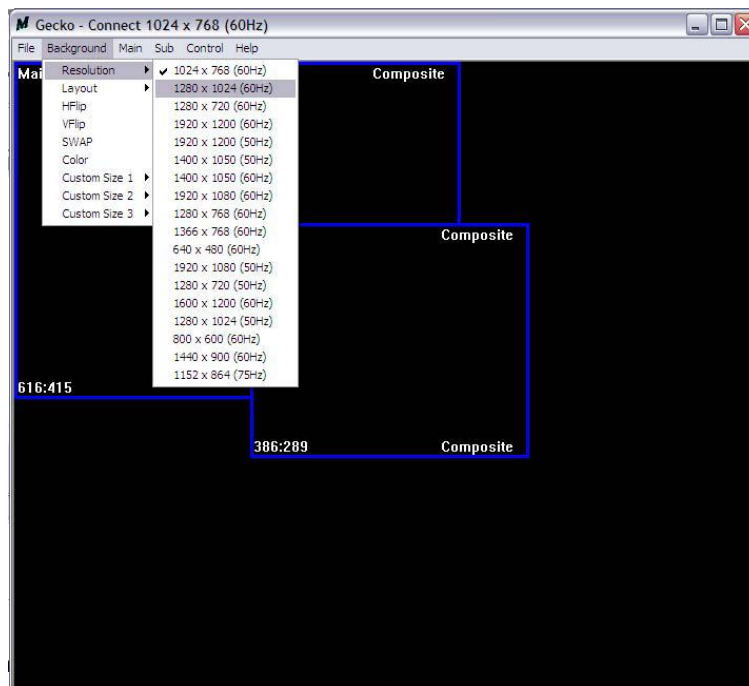 Gecko - Connect 1024 x 768 (60Hz)
File Background Main Sub Control Help
Resolution
Layout
HFlip
VFlip
SWAP
Color
Custom Size 1
Custom Size 2
Custom Size 3
1024 x 768 (60Hz)
1280 x 1024 (60Hz)
1280 x 720 (60Hz)
1920 x 1200 (60Hz)
1920 x 1200 (50Hz)
1400 x 1050 (50Hz)
1400 x 1050 (60Hz)
1920 x 1080 (60Hz)
1280 x 768 (60Hz)
1366 x 768 (60Hz)
640 x 480 (60Hz)
1920 x 1080 (50Hz)
1280 x 720 (50Hz)
1600 x 1200 (60Hz)
1280 x 1024 (50Hz)
800 x 600 (60Hz)
1440 x 900 (60Hz)
1152 x 864 (75Hz)
Composite
Composite
616:415
386:289 Composite